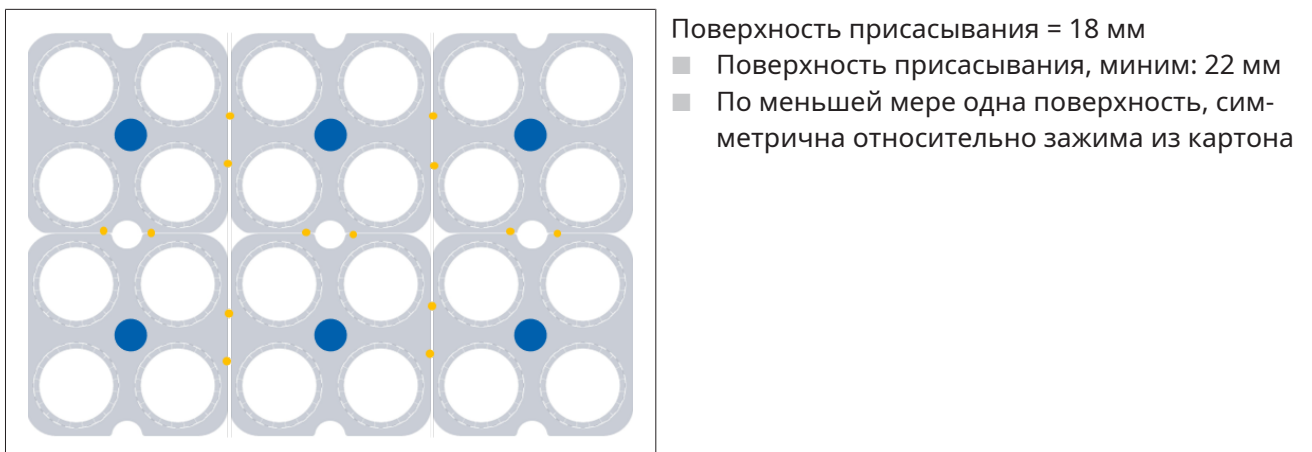 Поверхность присасывания = 18 мм
Поверхность присасывания, миним: 22 мм
По меньшей мере одна поверхность, сим-
метрична относительно зажима из картона